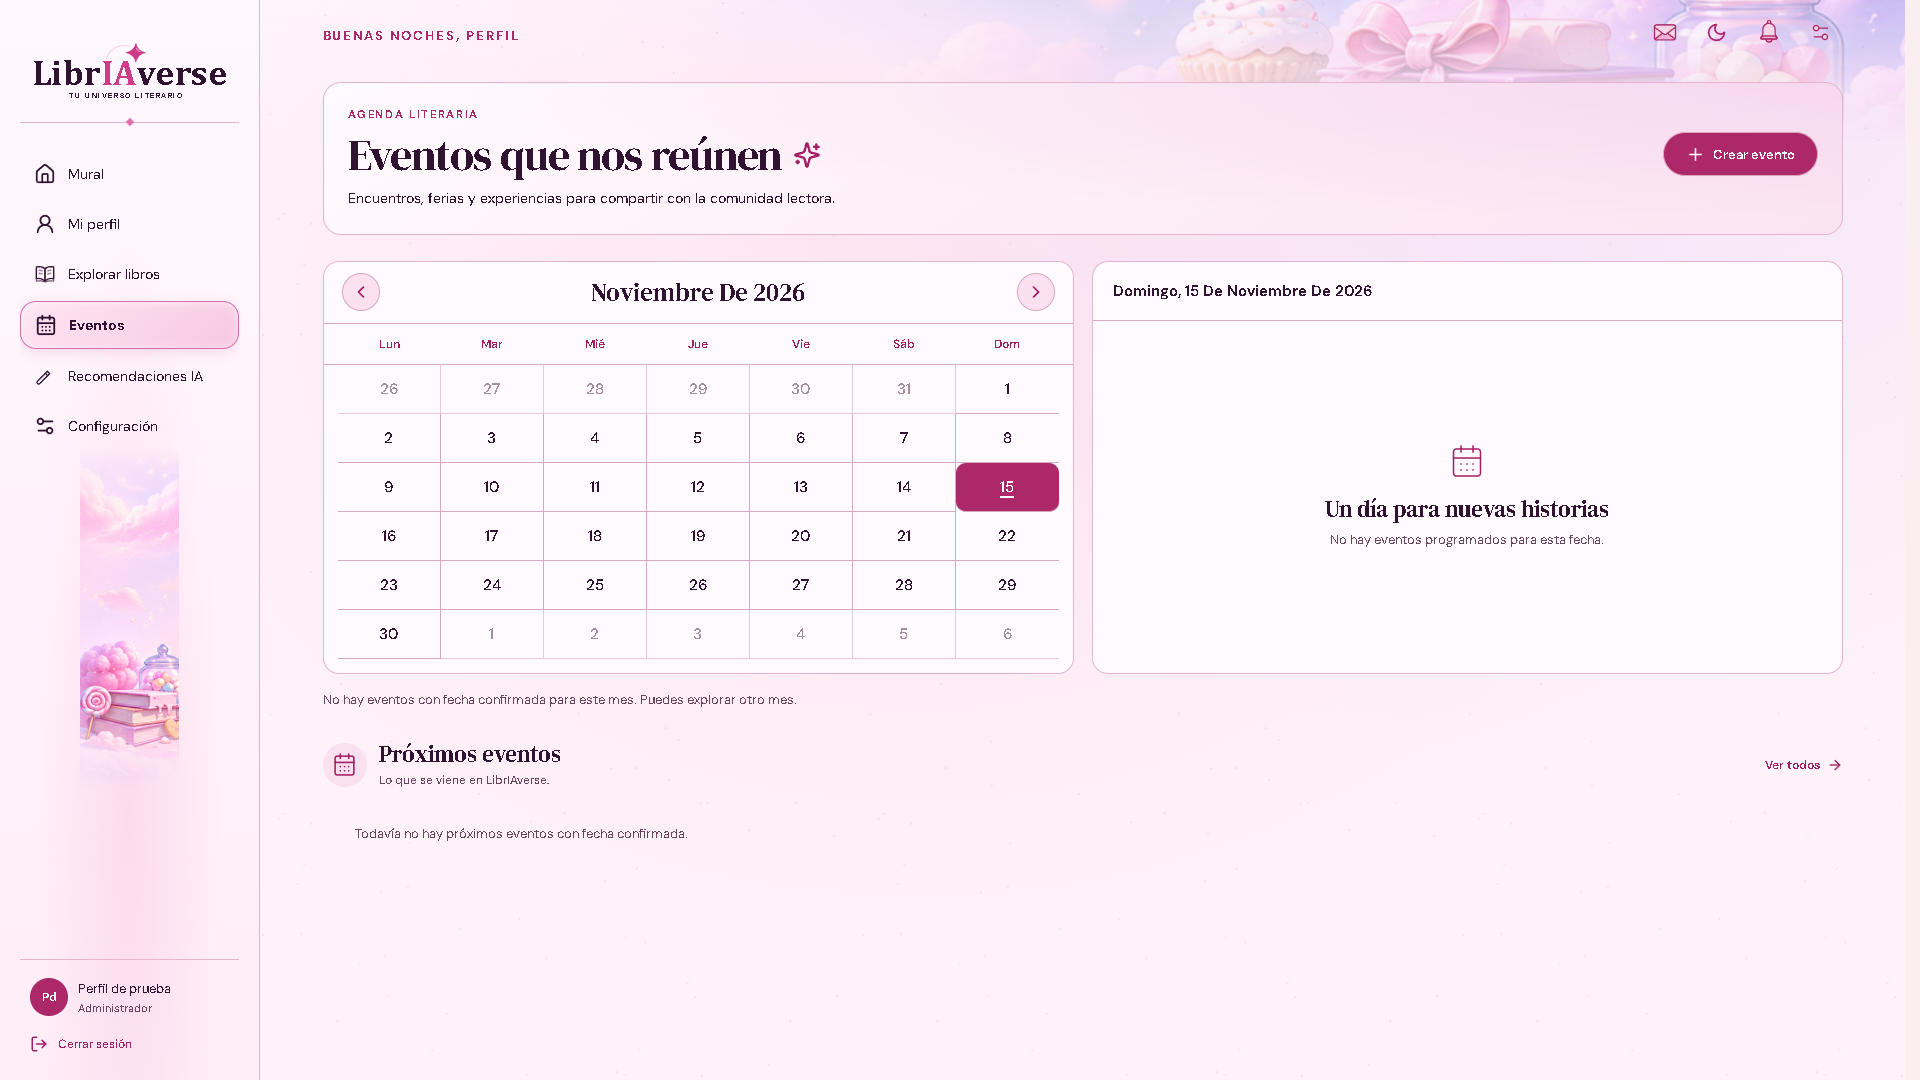 LibrIAverse
TU UNIVERSO LITERARIO
Mural
Mi perfil
Explorar libros
Eventos
Recomendaciones IA
Configuración
Pd
Perfil de prueba
Administrador
Cerrar sesión
BUENAS NOCHES, PERFIL
AGENDA LITERARIA
Eventos que nos reúnen
Encuentros, ferias y experiencias para compartir con la comunidad lectora.
Crear evento
Noviembre De 2026
Lun Mar Mié Jue Vie Sáb Dom
26 27 28 29 30 31 1
2 3 4 5 6 7 8
9 10 11 12 13 14 15
16 17 18 19 20 21 22
23 24 25 26 27 28 29
30 1 2 3 4 5 6
Domingo, 15 De Noviembre De 2026
Un día para nuevas historias
No hay eventos programados para esta fecha.
No hay eventos con fecha confirmada para este mes. Puedes explorar otro mes.
Próximos eventos
Lo que se viene en LibrIAverse.
Ver todos
Todavía no hay próximos eventos con fecha confirmada.